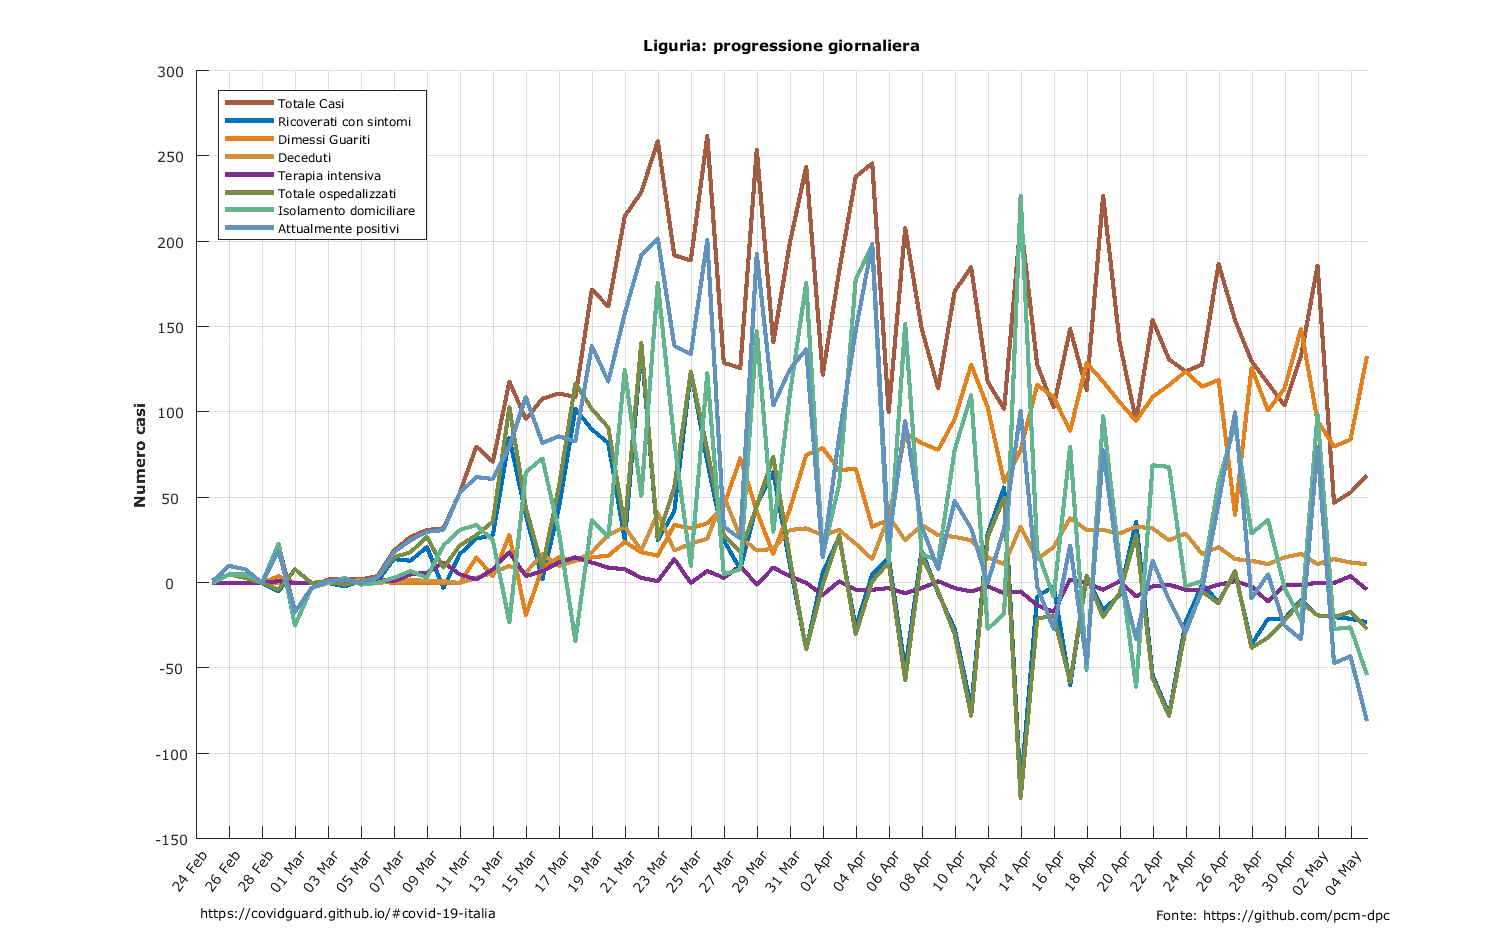 Liguria: progressione giornaliera
300
250
200
150
100
50
0
-50
-100
-150
Numero casi
Totale Casi
Ricoverati con sintomi
Dimessi Guariti
Deceduti
Terapia intensiva
Totale ospedalizzati
Isolamento domiciliare
Attualmente positivi
24 Feb
26 Feb
28 Feb
01 Mar
03 Mar
05 Mar
07 Mar
09 Mar
11 Mar
13 Mar
15 Mar
17 Mar
19 Mar
21 Mar
23 Mar
25 Mar
27 Mar
29 Mar
31 Mar
02 Apr
04 Apr
06 Apr
08 Apr
10 Apr
12 Apr
14 Apr
16 Apr
18 Apr
20 Apr
22 Apr
24 Apr
26 Apr
28 Apr
30 Apr
02 May
04 May
https://covidguard.github.io/#covid-19-italia
Fonte: https://github.com/pcm-dpc